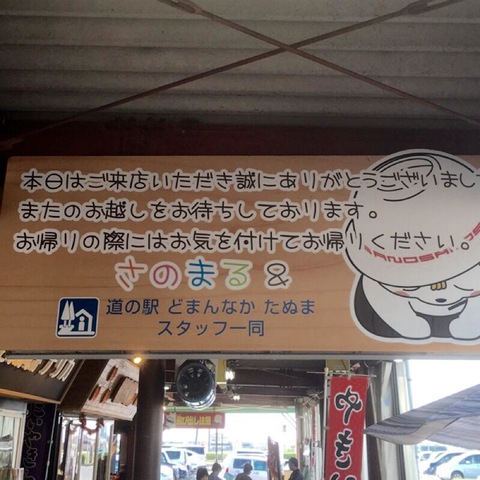 本日はご来店いただき誠にありがとうございまし
またのお越しをお待ちしております。
お帰りの際にはお気を付けてお帰りください。
さのまる&
道の駅 どまんなか たぬま
スタッフ一同